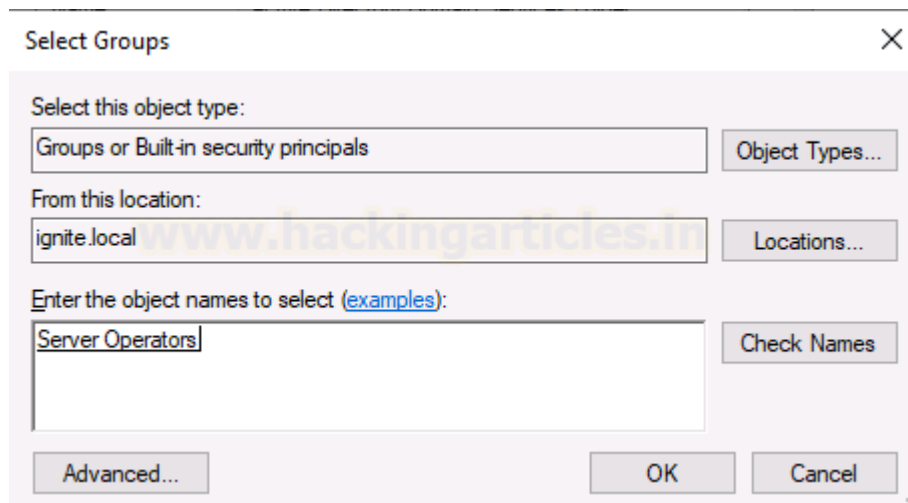 Select Groups
Select this object type:
Groups or Built-in security principals
Object Types...
From this location:
ignite.local
www.hackingarticles.in
Locations...
Enter the object names to select (examples):
Server Operators
Check Names
Advanced...
OK
Cancel